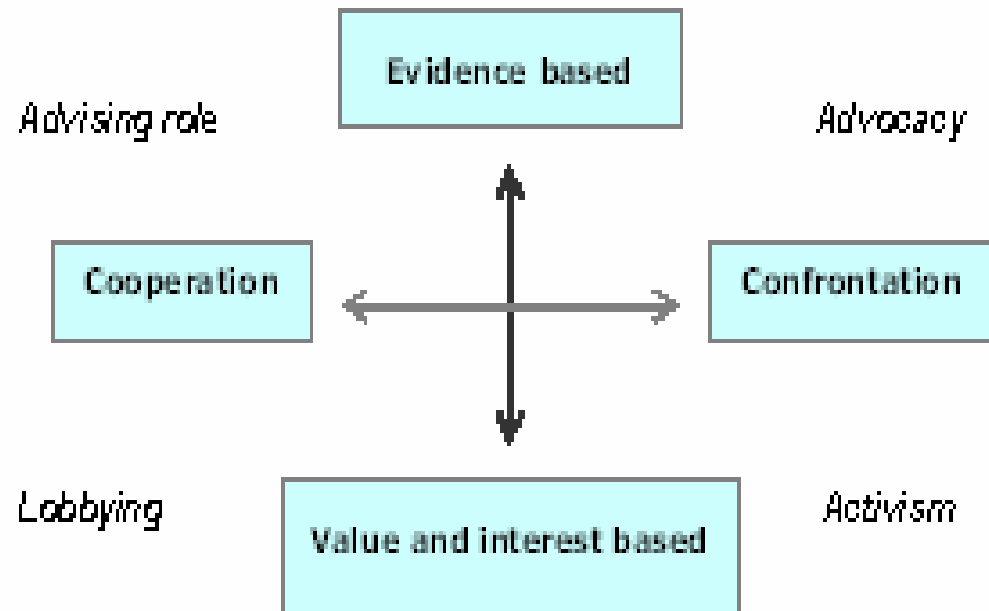 Evidence based
Advising role
Advocacy
Cooperation
Confrontation
Lobbying
Activism
Value and interest based